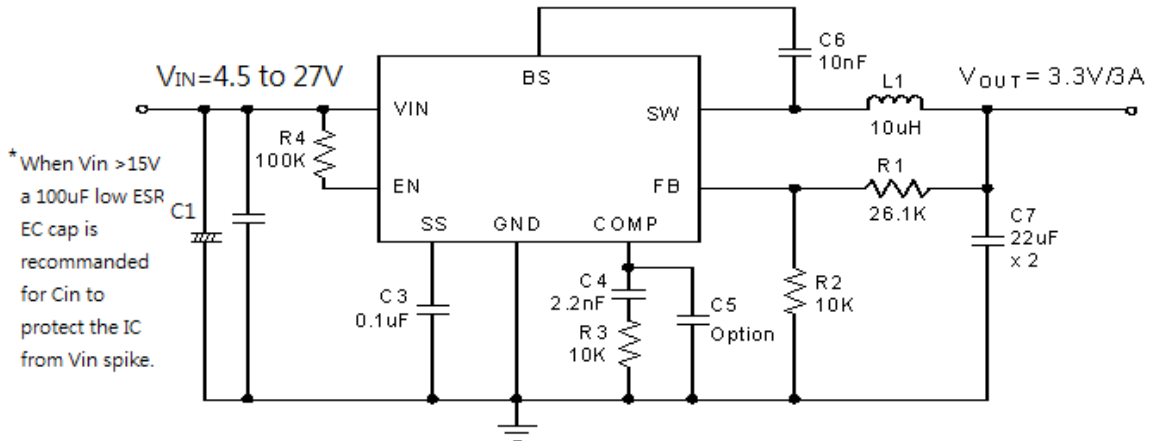 C6
10nF
VIN=4.5 to 27V
BS
L1
VOUT = 3.3V/3A
VIN
SW
10uH
R4
100K
*When Vin >15V
a 100uF low ESR
EC cap is
recommanded
for Cin to
protect the IC
from Vin spike.
C1
EN
FB
R1
26.1K
SS
GND
COMP
C7
22uF
x 2
C3
0.1uF
C4
2.2nF
R3
10K
C5
Option
R2
10K